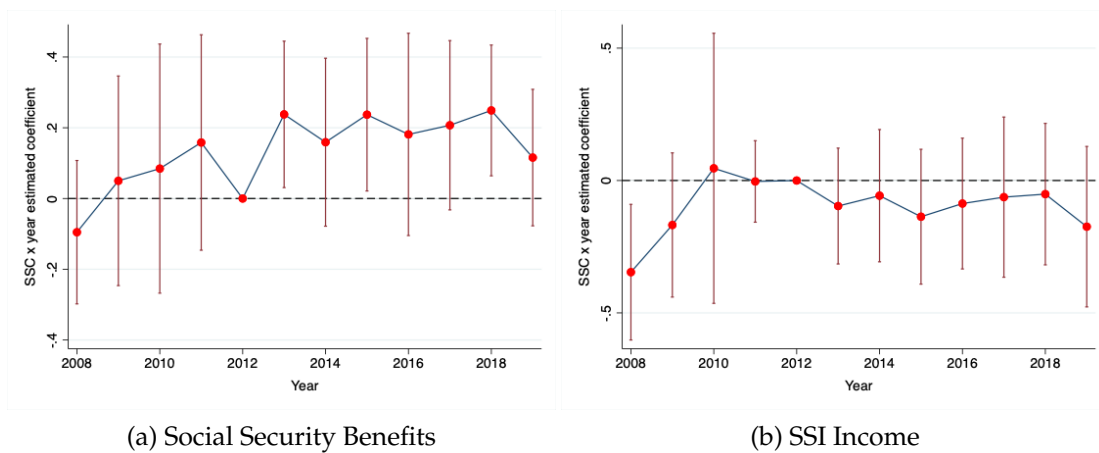 SSC x year estimated coefficient
.4
.2
0
-.2
-.4
2008 2010 2012 2014 2016 2018
Year
(a) Social Security Benefits
SSC x year estimated coefficient
.5
0
-.5
2008 2010 2012 2014 2016 2018
Year
(b) SSI Income